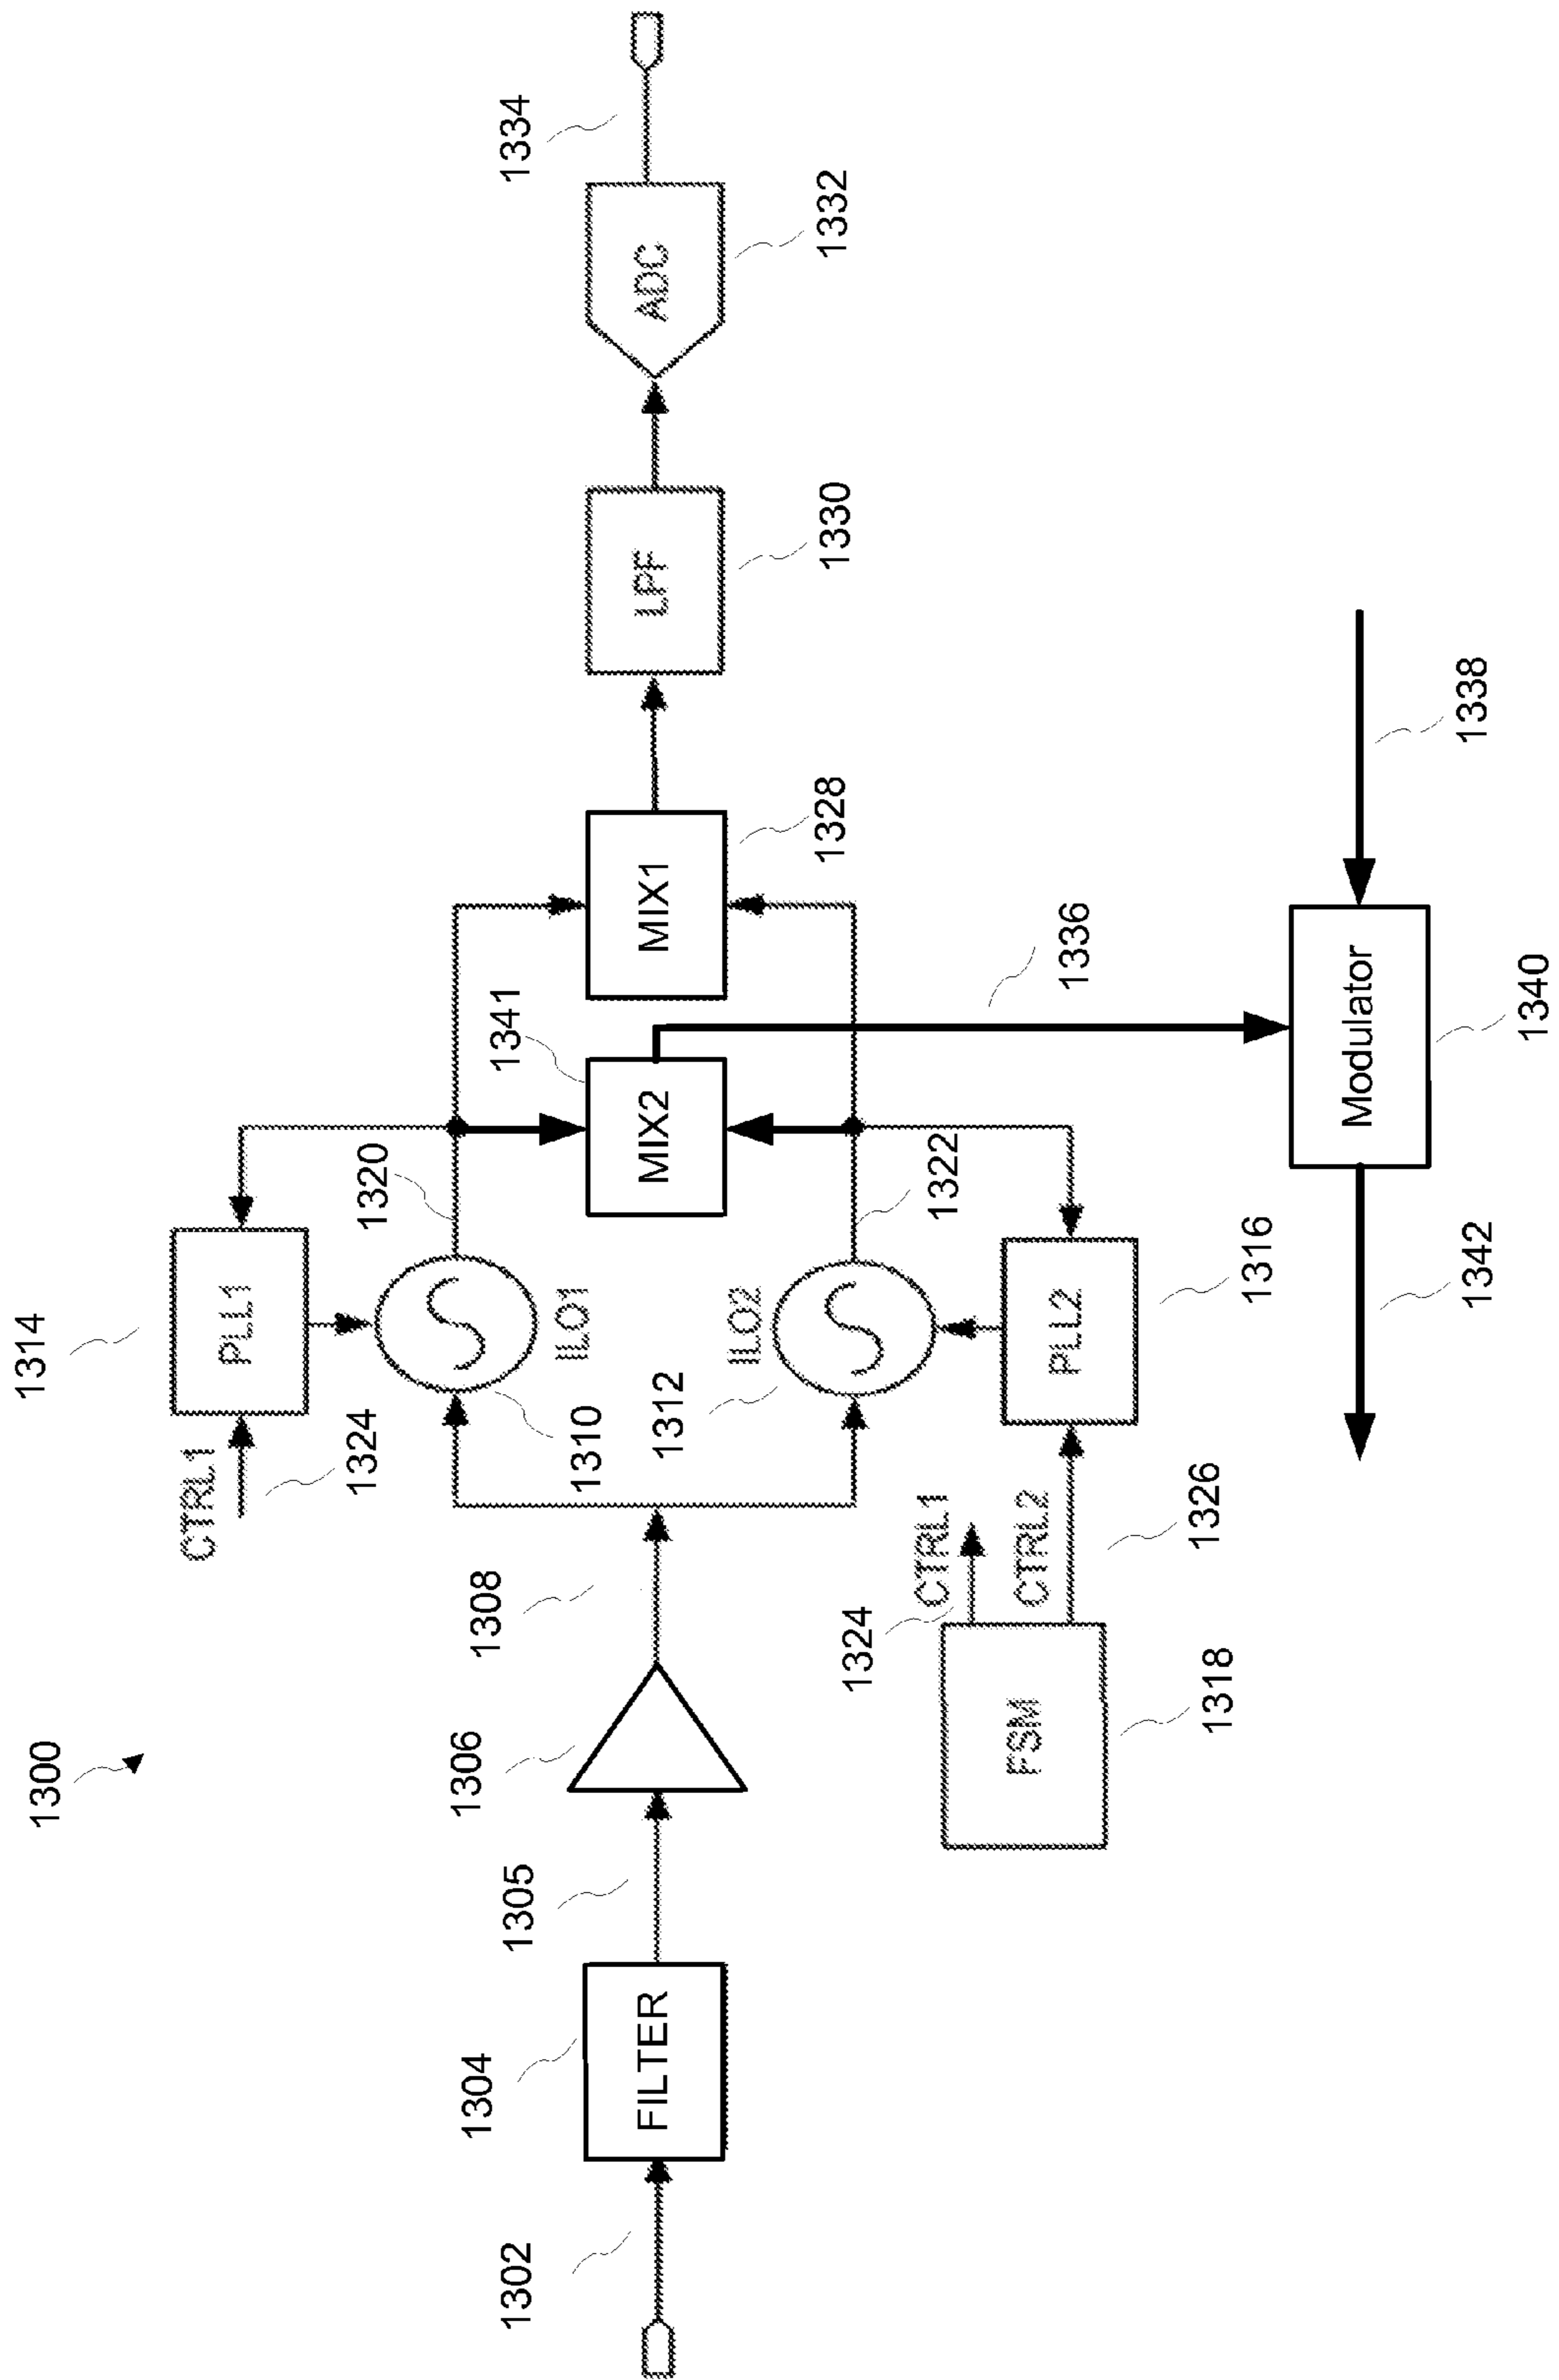 1300
1314
CTRL1
1324
PLL1
1320
1310
ILO1
1341
MIX2
MIX1
1328
LPF
1330
ADC
1332
1334
1302
1304
FILTER
1305
1306
1308
1312
ILO2
1322
1336
1324
CTRL1
CTRL2
1326
FSM
1318
PLL2
1316
1338
Modulator
1340
1342